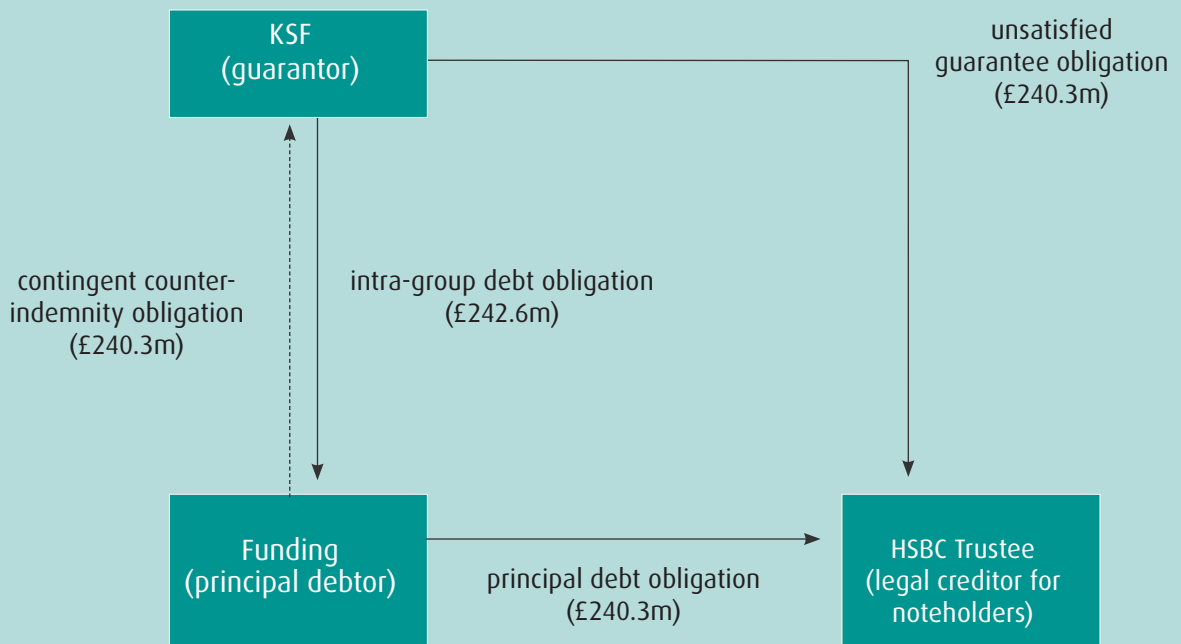 KSF
(guarantor)
unsatisfied
guarantee obligation
(£240.3m)
contingent counter-
indemnity obligation
(£240.3m)
intra-group debt obligation
(£242.6m)
Funding
(principal debtor)
principal debt obligation
(£240.3m)
HSBC Trustee
(legal creditor for
noteholders)